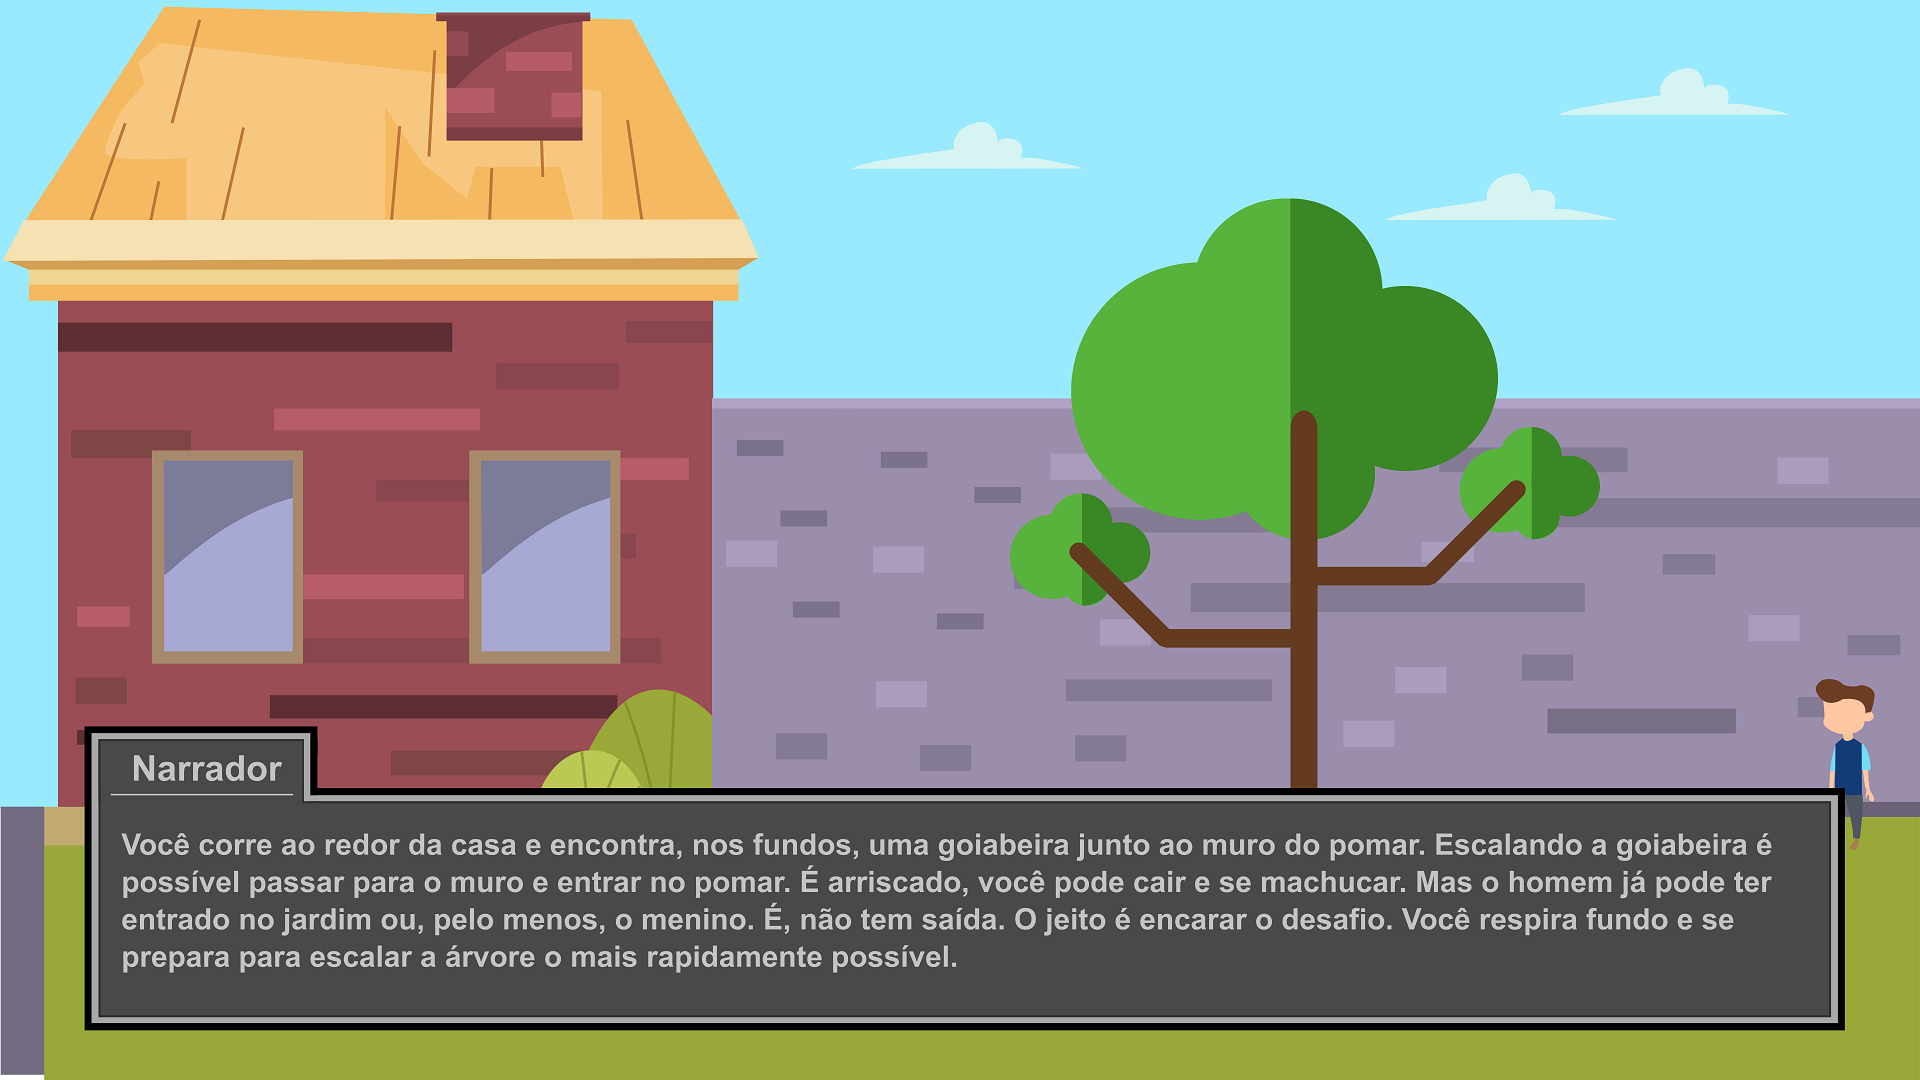 Narrador
Você corre ao redor da casa e encontra, nos fundos, uma goiabeira junto ao muro do pomar. Escalando a goiabeira é
possível passar para o muro e entrar no pomar. É arriscado, você pode cair e se machucar. Mas o homem já pode ter
entrado no jardim ou, pelo menos, o menino. É, não tem saída. O jeito é encarar o desafio. Você respira fundo e se
prepara para escalar a árvore o mais rapidamente possível.